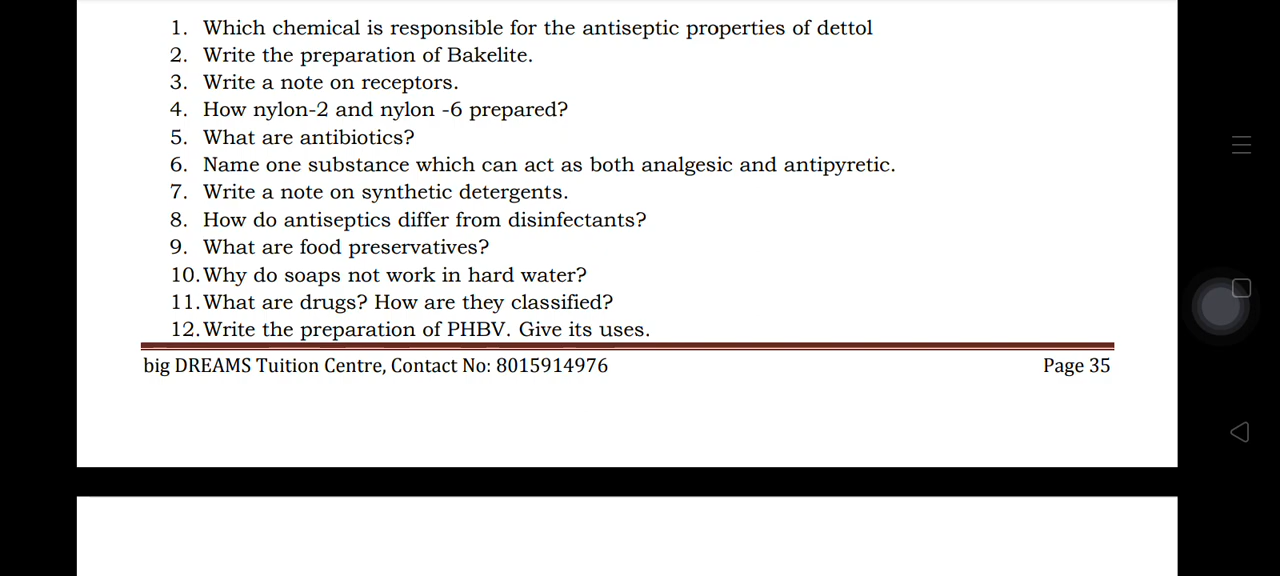 1. Which chemical is responsible for the antiseptic properties of dettol
2. Write the preparation of Bakelite.
3. Write a note on receptors.
4. How nylon-2 and nylon -6 prepared?
5. What are antibiotics?
6. Name one substance which can act as both analgesic and antipyretic.
7. Write a note on synthetic detergents.
8. How do antiseptics differ from disinfectants?
9. What are food preservatives?
10. Why do soaps not work in hard water?
11. What are drugs? How are they classified?
12. Write the preparation of PHBV. Give its uses.
big DREAMS Tuition Centre, Contact No: 8015914976 Page 35